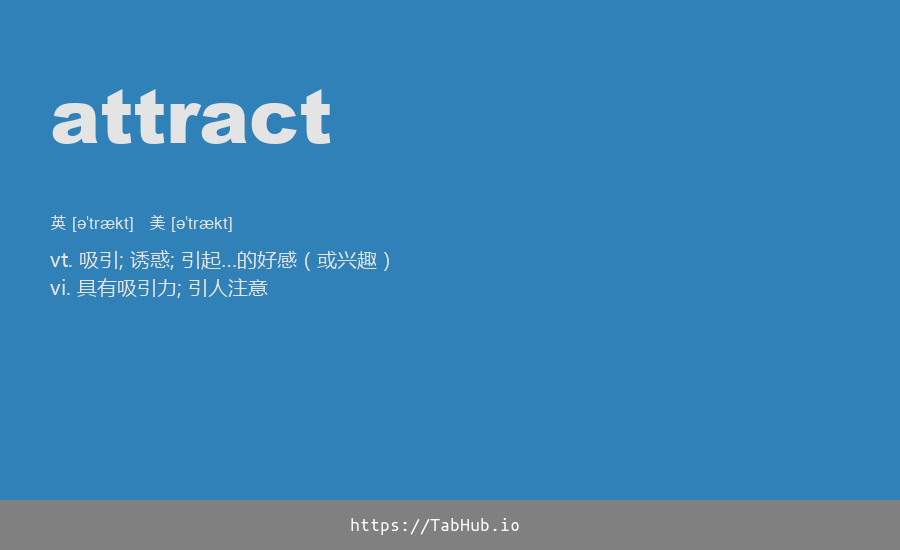 attract
英 [ə'trækt] 美 [ə'trækt]
vt. 吸引; 诱惑; 引起...的好感 ( 或兴趣 )
vi. 具有吸引力; 引人注意
https://TabHub.io